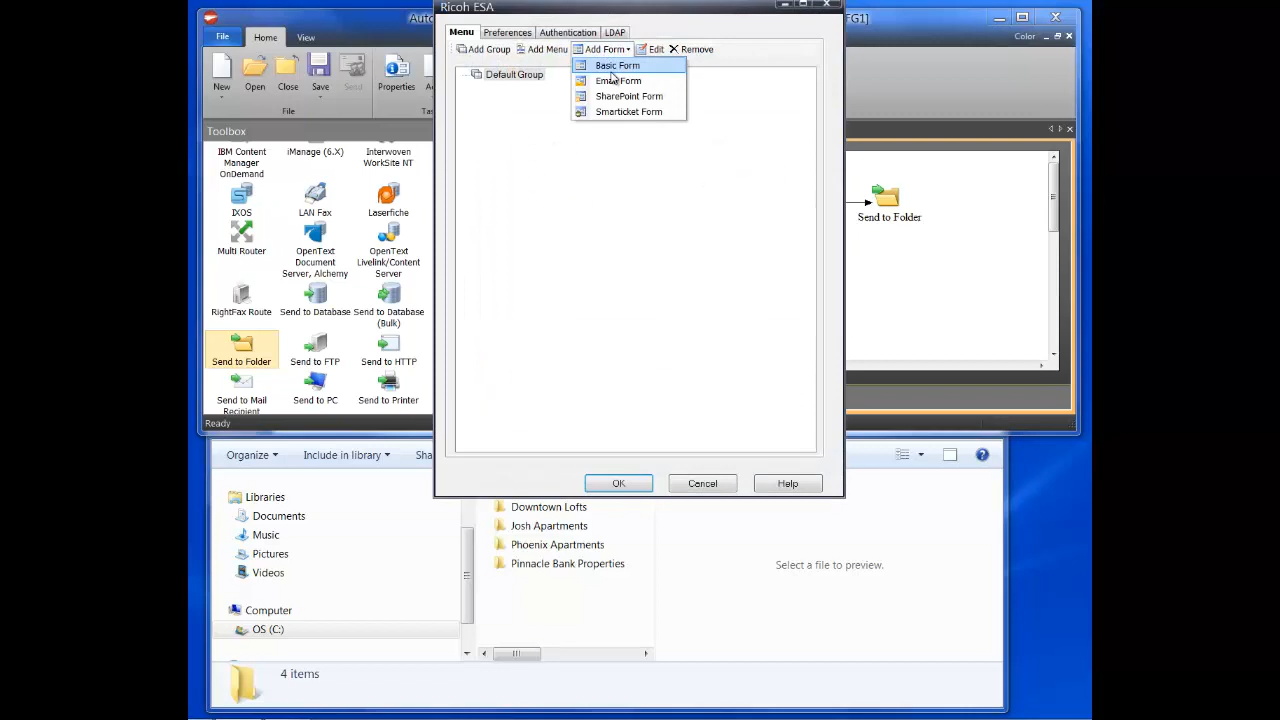 Ricoh ESA
Auto
FG1]
File
Home
View
Color
New
Open
Close
Save
Send
Properties
File
Tas
Menu
Preferences
Authentication
LDAP
Add Group
Add Menu
Add Form
Edit
Remove
Default Group
Basic Form
Email Form
SharePoint Form
Smarticket Form
Toolbox
IBM Content
Manager
OnDemand
iManage (6.X)
Interwoven
WorkSite NT
IXOS
LAN Fax
Laserfiche
Multi Router
OpenText
Document
Server, Alchemy
OpenText
Livelink/Content
Server
RightFax Route
Send to Database
Send to Database
(Bulk)
Send to Folder
Send to FTP
Send to HTTP
Send to Mail
Recipient
Send to PC
Send to Printer
Ready
Send to Folder
OK
Cancel
Help
Organize
Include in library
Sha
Libraries
Documents
Music
Pictures
Videos
Computer
OS (C:)
Downtown Lofts
Josh Apartments
Phoenix Apartments
Pinnacle Bank Properties
Select a file to preview.
4 items